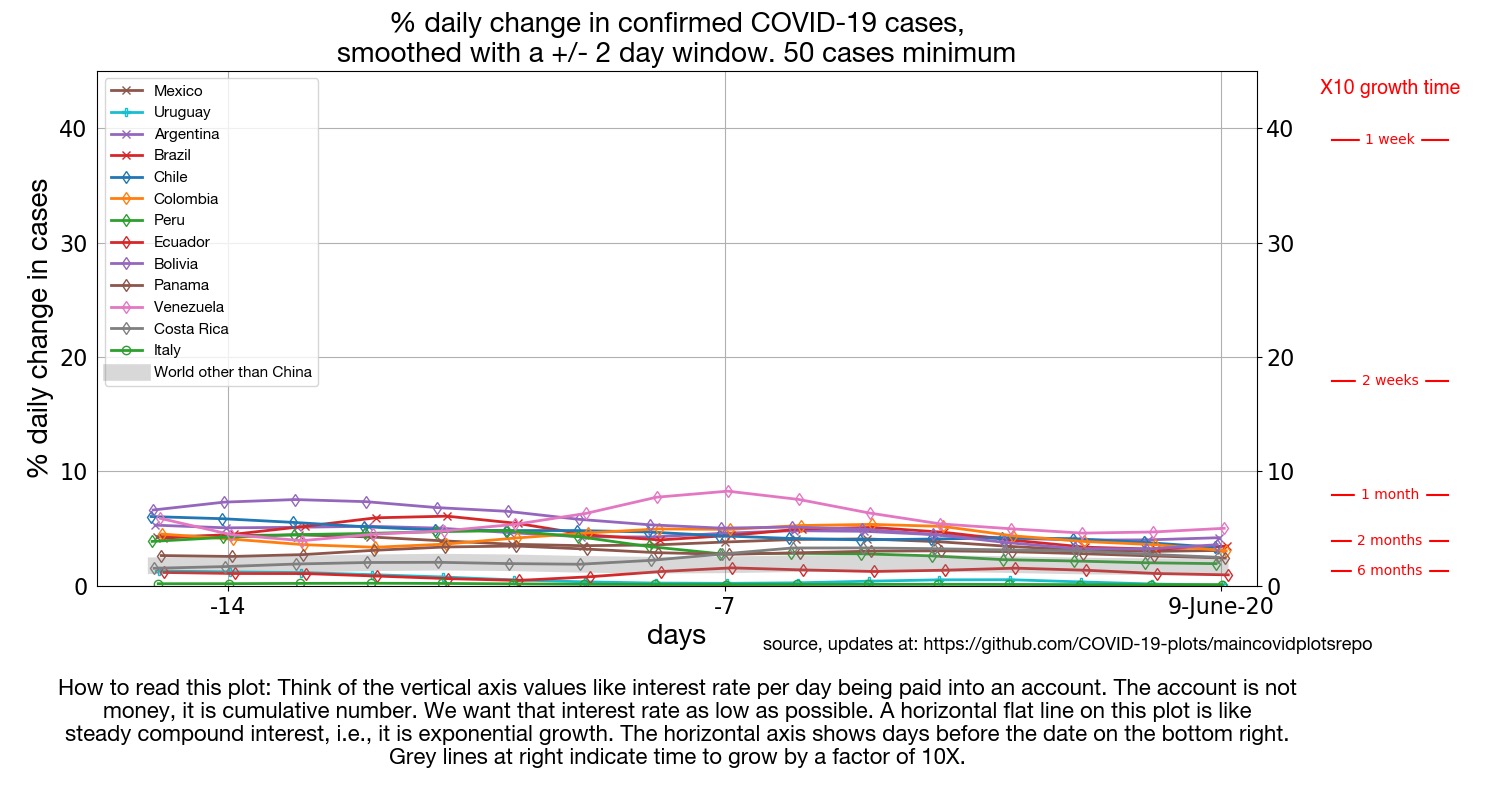 % daily change in confirmed COVID-19 cases,
smoothed with a +/- 2 day window. 50 cases minimum
X10 growth time
% daily change in cases
40
30
20
10
0
Mexico
Uruguay
Argentina
Brazil
Chile
Colombia
Peru
Ecuador
Bolivia
Panama
Venezuela
Costa Rica
Italy
World other than China
40
30
20
10
0
1 week
2 weeks
1 month
2 months
6 months
-14
-7
9-June-20
days
source, updates at: https://github.com/COVID-19-plots/maincovidplotsrepo
How to read this plot: Think of the vertical axis values like interest rate per day being paid into an account. The account is not
money, it is cumulative number. We want that interest rate as low as possible. A horizontal flat line on this plot is like
steady compound interest, i.e., it is exponential growth. The horizontal axis shows days before the date on the bottom right.
Grey lines at right indicate time to grow by a factor of 10X.